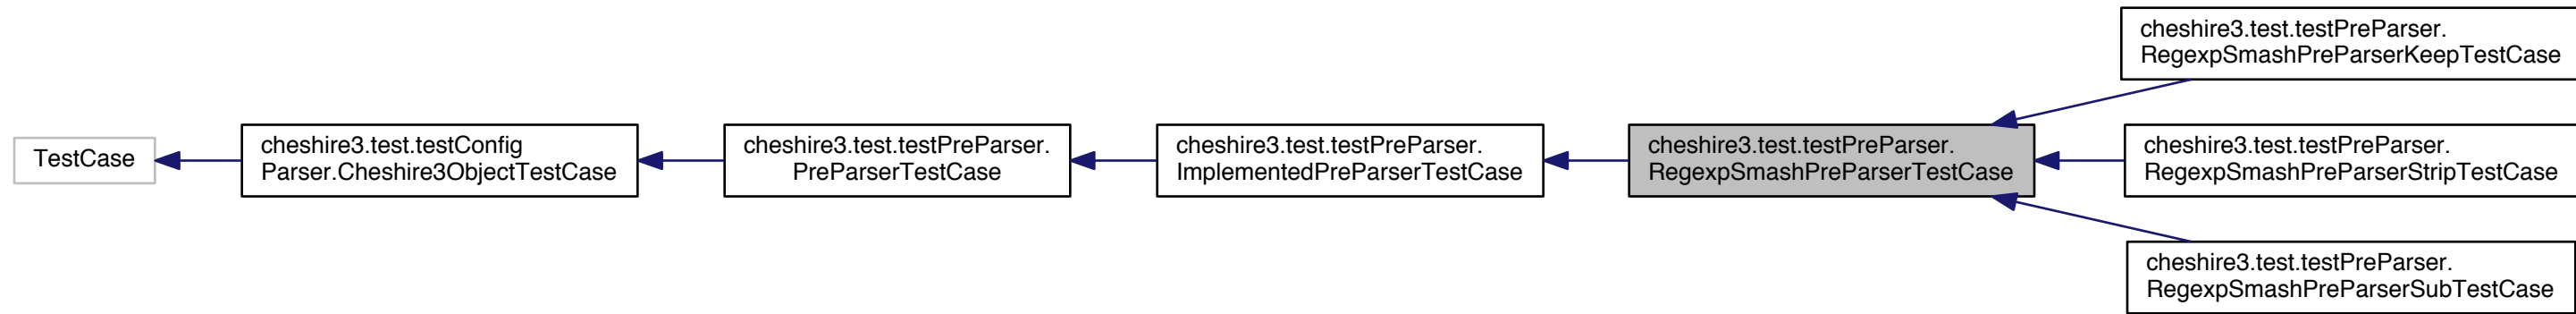 TestCase
cheshire3.test.testConfig
Parser.Cheshire3ObjectTestCase
cheshire3.test.testPreParser.
PreParserTestCase
cheshire3.test.testPreParser.
ImplementedPreParserTestCase
cheshire3.test.testPreParser.
RegexpSmashPreParserTestCase
cheshire3.test.testPreParser.
RegexpSmashPreParserKeepTestCase
cheshire3.test.testPreParser.
RegexpSmashPreParserStripTestCase
cheshire3.test.testPreParser.
RegexpSmashPreParserSubTestCase